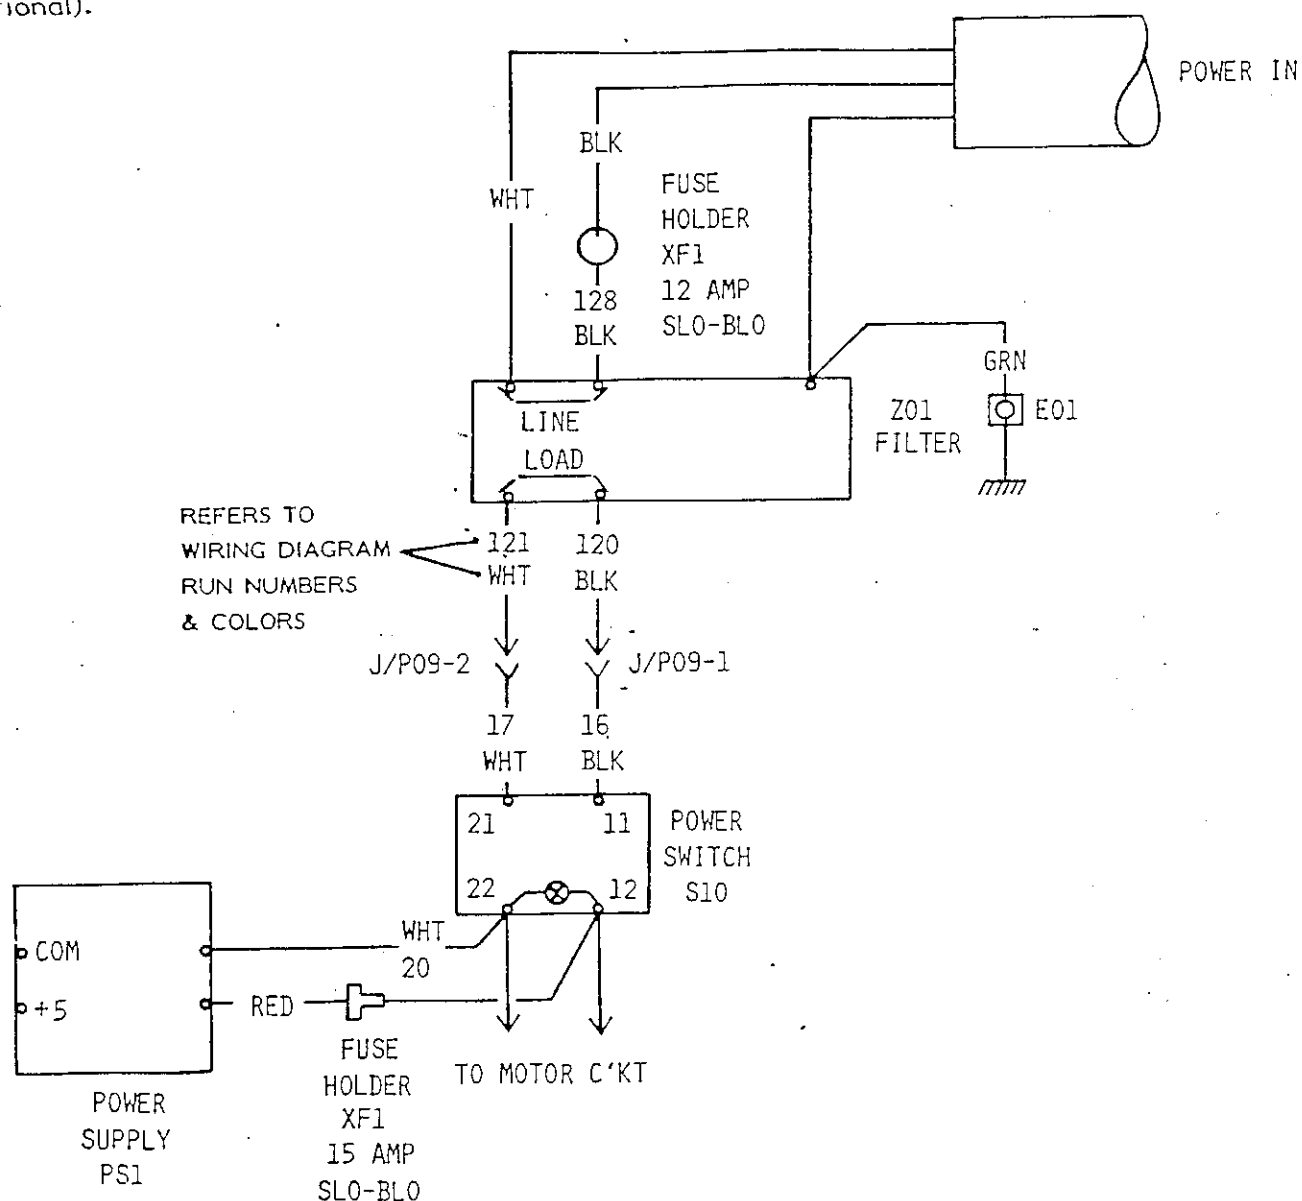 ional).
POWER IN
BLK
WHT
FUSE
HOLDER
XF1
12 AMP
SLO-BLO
128
BLK
GRN
LINE
LOAD
Z01
FILTER
E01
REFERS TO
WIRING DIAGRAM
RUN NUMBERS
& COLORS
121
WHT
120
BLK
J/P09-2
J/P09-1
17
WHT
16
BLK
21
11
22
12
POWER
SWITCH
S10
COM
+5
WHT
20
RED
FUSE
HOLDER
XF1
15 AMP
SLO-BLO
TO MOTOR C'KT
POWER
SUPPLY
PS1